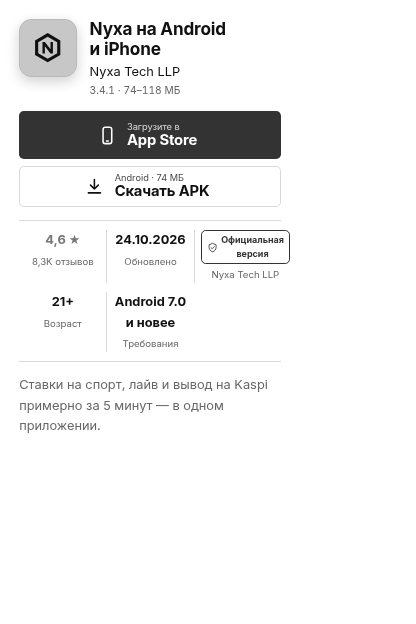 Nyxa на Android
и iPhone
Nyxa Tech LLP
3.4.1 · 74–118 МБ
Загрузите в
App Store
Android · 74 МБ
Скачать APK
4,6 ★
8,3K отзывов
24.10.2026
Обновлено
Официальная
версия
Nyxa Tech LLP
21+
Возраст
Android 7.0
и новее
Требования
Ставки на спорт, лайв и вывод на Kaspi
примерно за 5 минут — в одном
приложении.